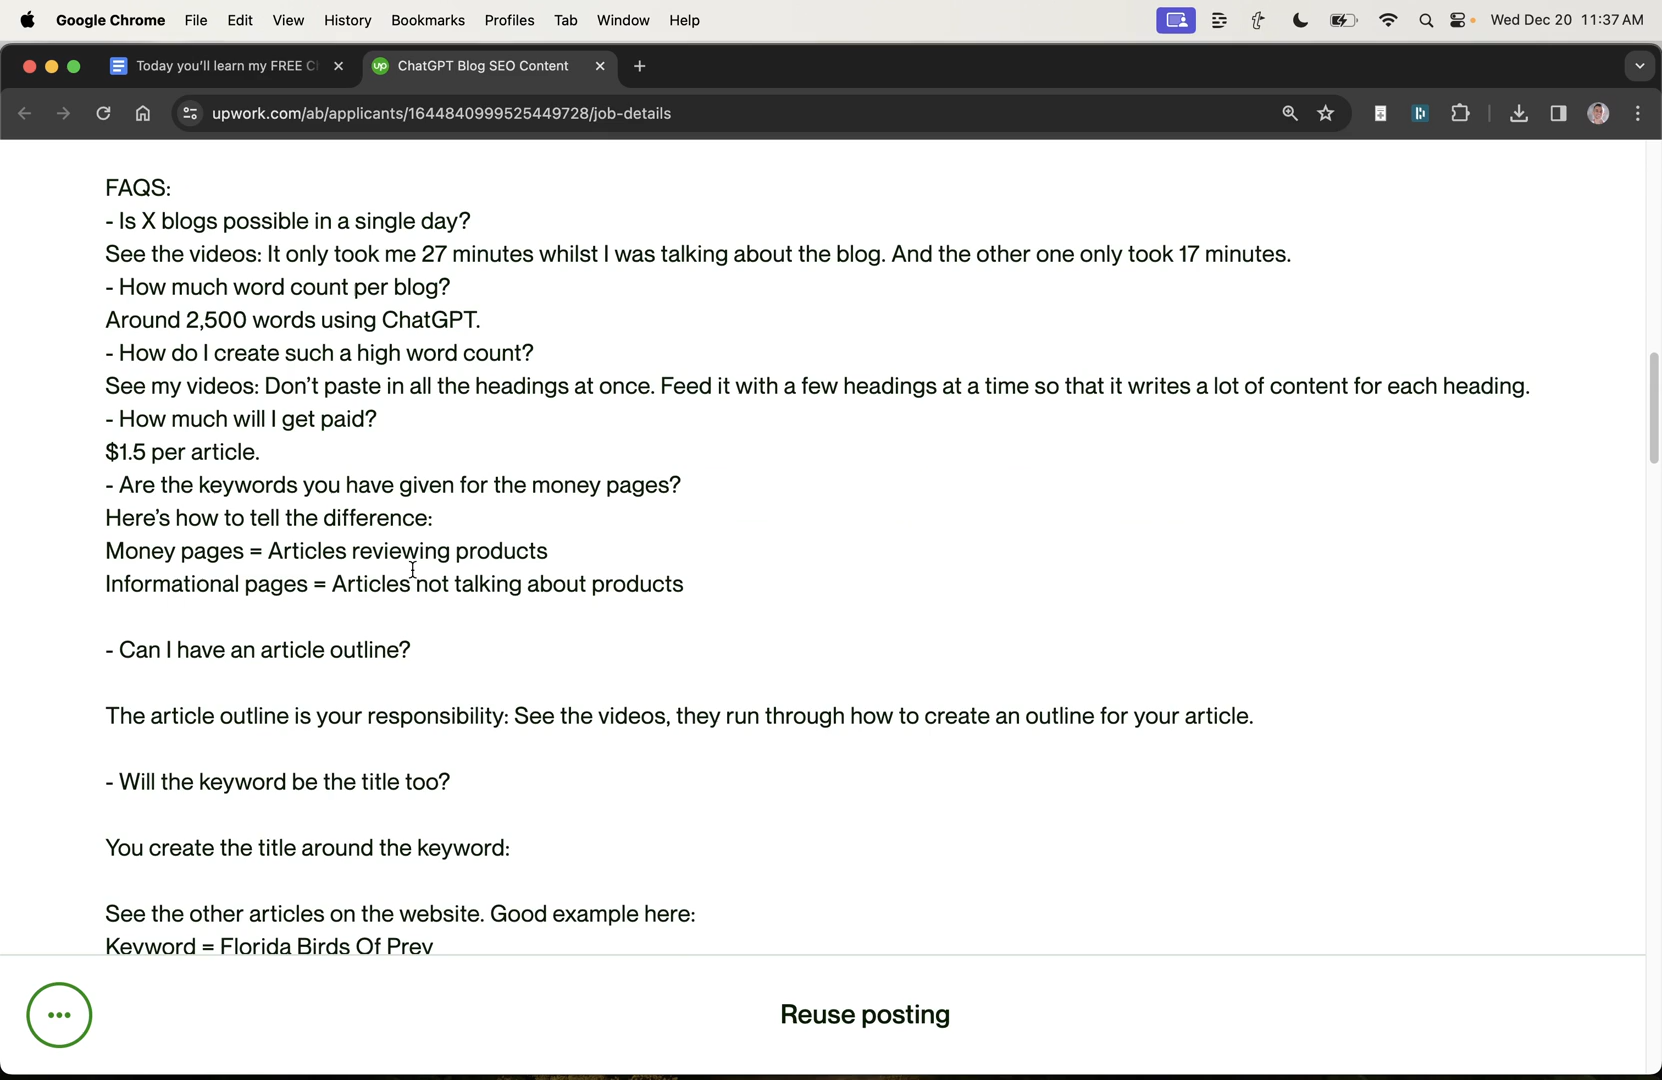 Google Chrome File Edit View History Bookmarks Profiles Tab Window Help Wed Dec 20 11:37 AM
Today you'll learn my FREE C
ChatGPT Blog SEO Content
upwork.com/ab/applicants/1644840999525449728/job-details
FAQS:
- Is X blogs possible in a single day?
See the videos: It only took me 27 minutes whilst I was talking about the blog. And the other one only took 17 minutes.
- How much word count per blog?
Around 2,500 words using ChatGPT.
- How do I create such a high word count?
See my videos: Don't paste in all the headings at once. Feed it with a few headings at a time so that it writes a lot of content for each heading.
- How much will I get paid?
$1.5 per article.
- Are the keywords you have given for the money pages?
Here's how to tell the difference:
Money pages = Articles reviewing products
Informational pages = Articles not talking about products
- Can I have an article outline?
The article outline is your responsibility: See the videos, they run through how to create an outline for your article.
- Will the keyword be the title too?
You create the title around the keyword:
See the other articles on the website. Good example here:
Keyword = Florida Birds Of Prey
Reuse posting